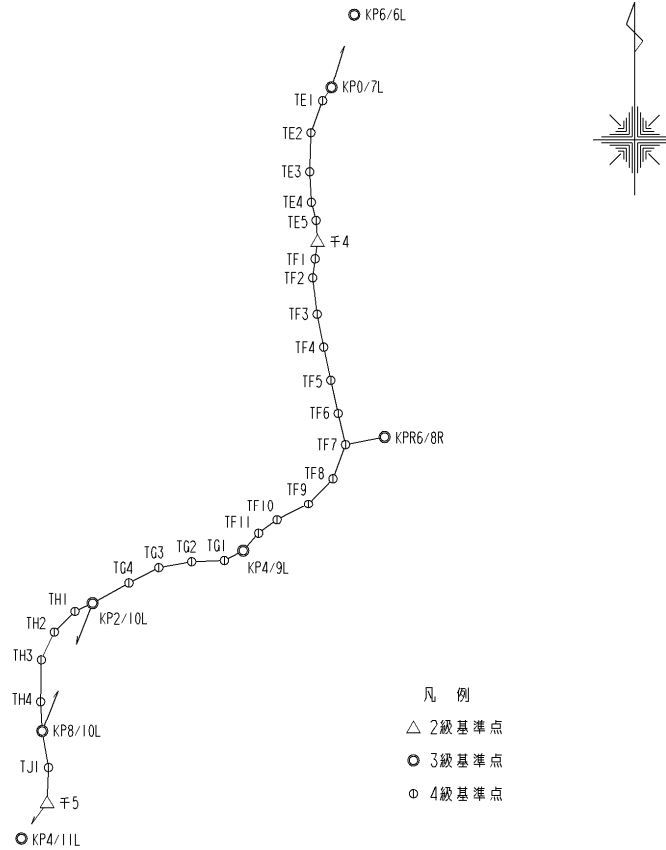 KP6/6L
KP0/7L
TE1
TE2
TE3
TE4
TE5
千4
TF1
TF2
TF3
TF4
TF5
TF6
TF7
KPR6/8R
TF8
TF9
TF10
TF11
KP4/9L
TG1
TG2
TG3
TG4
KP2/10L
TH1
TH2
TH3
TH4
KP8/10L
TJ1
千5
KP4/11L
凡 例
2級基準点
3級基準点
4級基準点